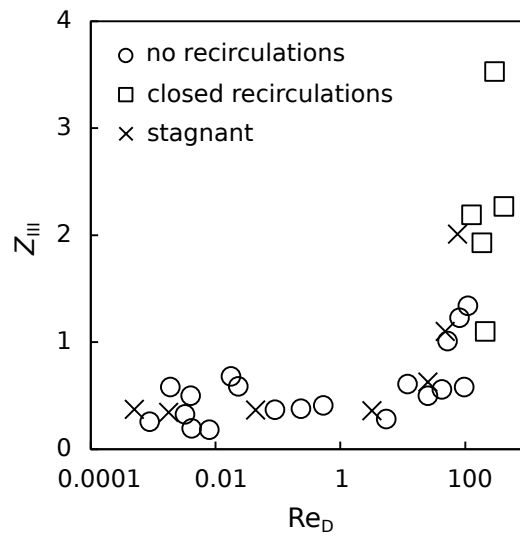 4
no recirculations
closed recirculations
3
stagnant
Z_III
2
1
0
0.0001 0.01 1 100
Re_D